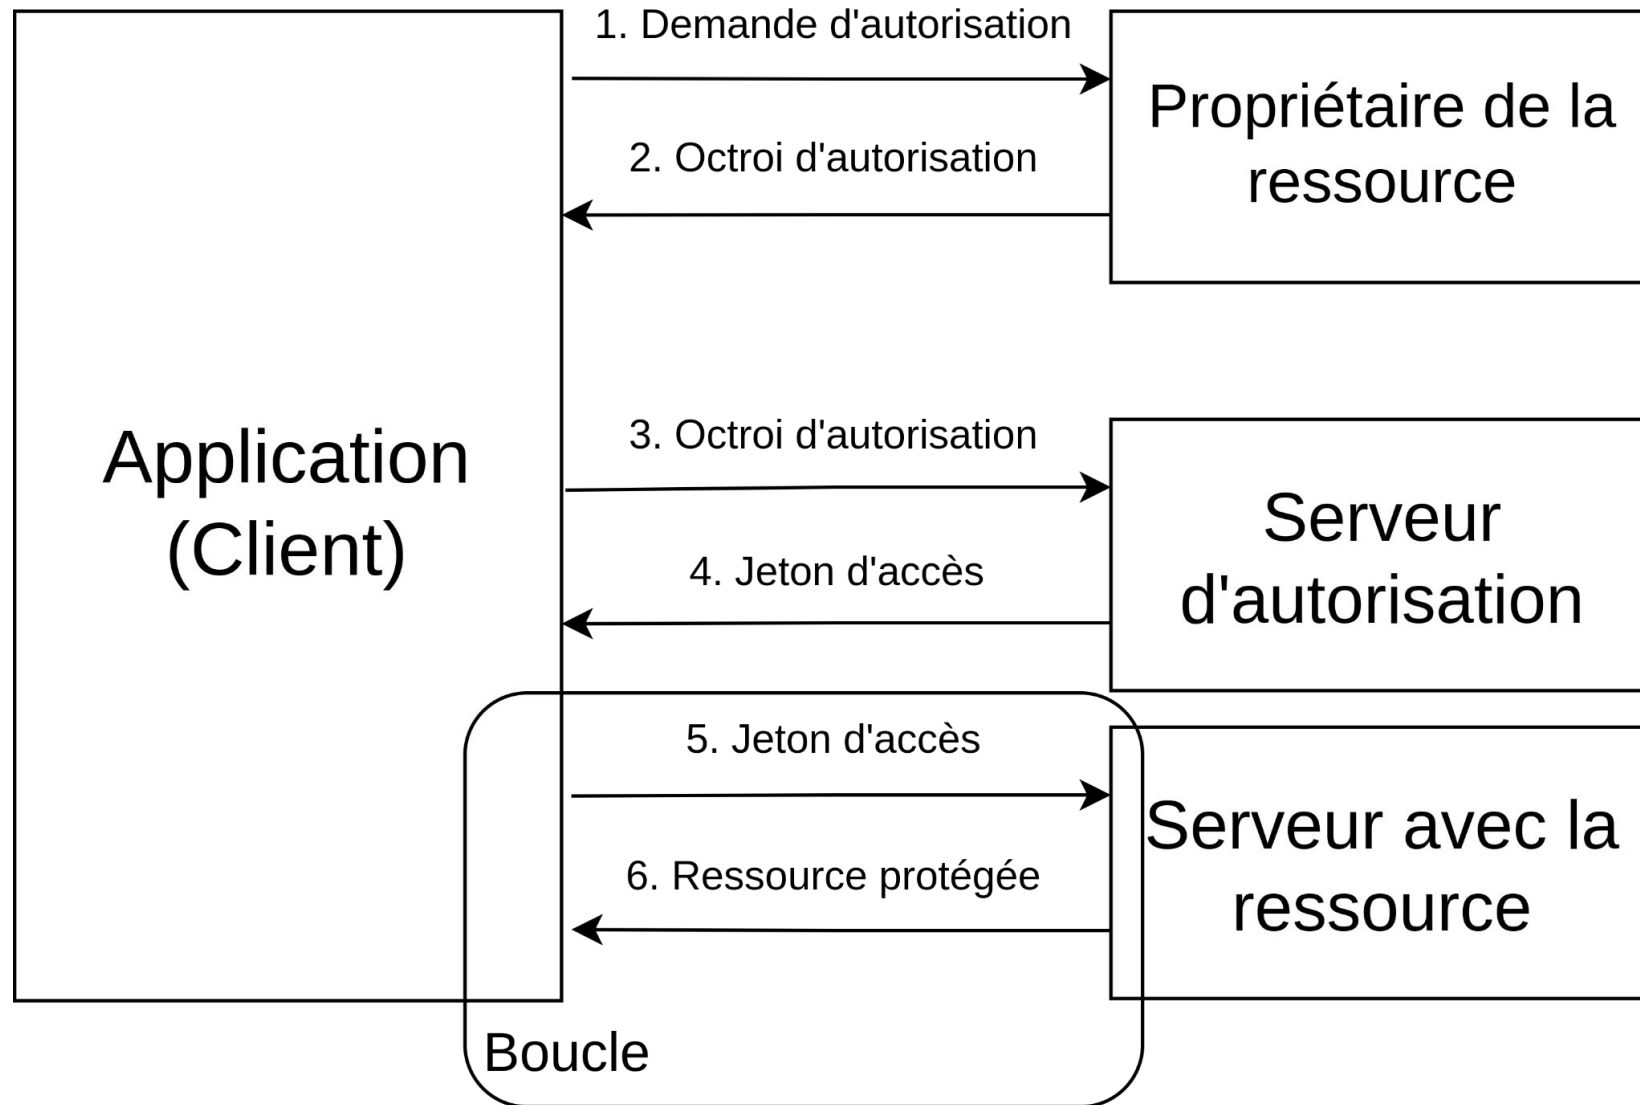 1. Demande d'autorisation
Propriétaire de la
ressource
2. Octroi d'autorisation
Application
(Client)
3. Octroi d'autorisation
Serveur
d'autorisation
4. Jeton d'accès
5. Jeton d'accès
Serveur avec la
ressource
6. Ressource protégée
Boucle